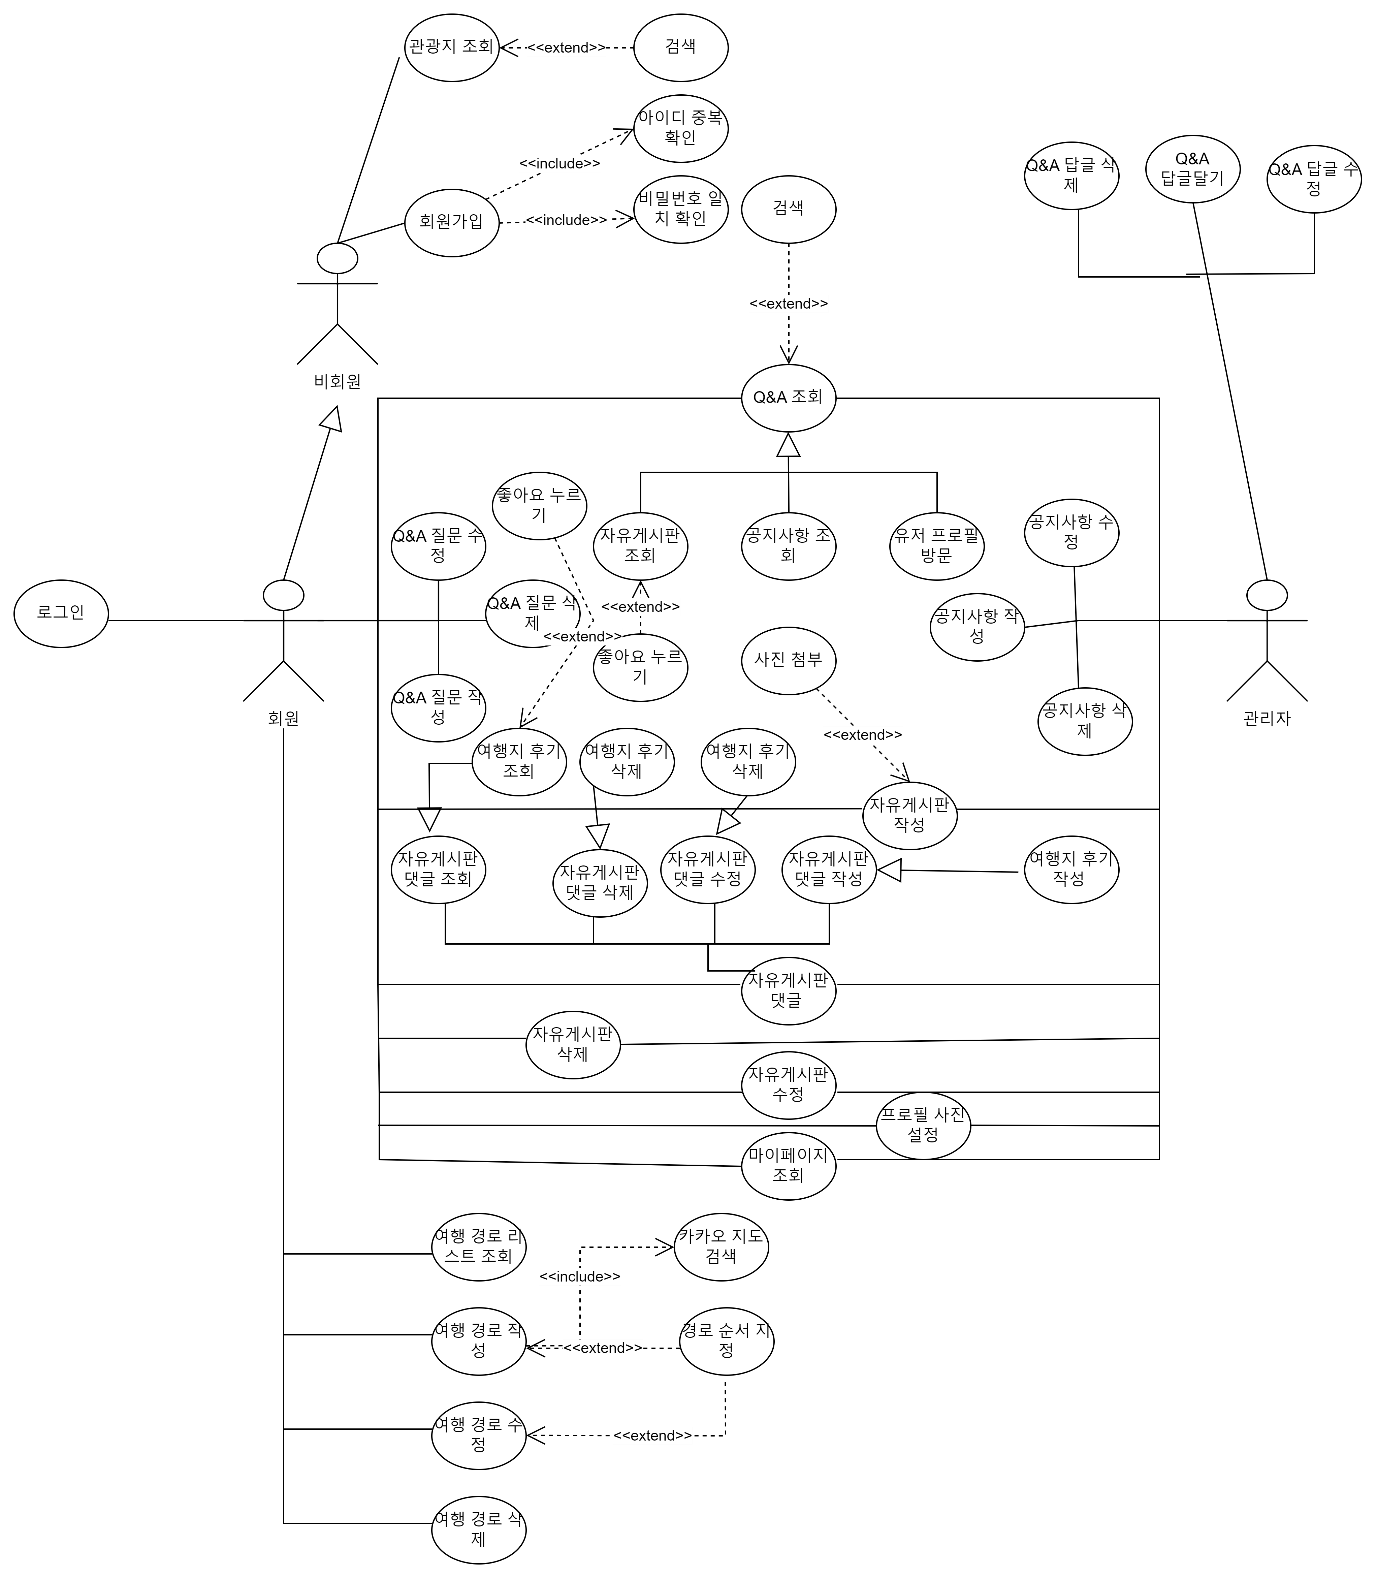 관광지 조회
<<extend>>
검색
아이디 중복
확인
<<include>>
회원가입
<<include>>
비밀번호 일
치 확인
검색
Q&A 답글 삭
제
Q&A
답글달기
Q&A 답글 수
정
<<extend>>
비회원
Q&A 조회
좋아요 누르
기
Q&A 질문 수
정
자유게시판
조회
공지사항 조
회
유저 프로필
방문
공지사항 수
정
로그인
Q&A 질문 삭
제
<<extend>>
<<extend>>
공지사항 작
성
좋아요 누르
기
사진 첨부
회원
Q&A 질문 작
성
공지사항 삭
제
관리자
<<extend>>
여행지 후기
조회
여행지 후기
삭제
여행지 후기
삭제
자유게시판
작성
자유게시판
댓글 조회
자유게시판
댓글 삭제
자유게시판
댓글 수정
자유게시판
댓글 작성
여행지 후기
작성
자유게시판
댓글
자유게시판
삭제
자유게시판
수정
프로필 사진
설정
마이페이지
조회
여행 경로 리
스트 조회
카카오 지도
검색
<<include>>
여행 경로 작
성
<<extend>>
경로 순서 지
정
여행 경로 수
정
<<extend>>
여행 경로 삭
제